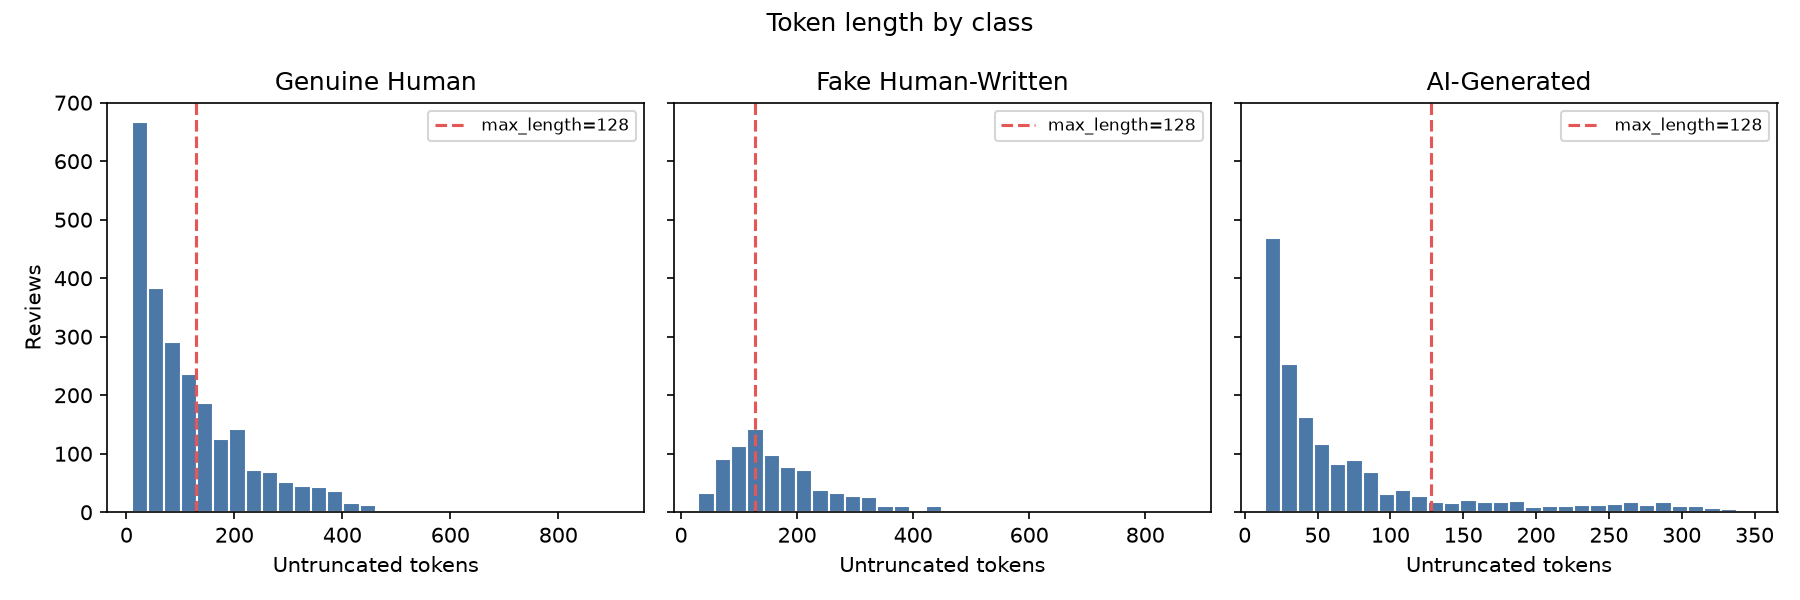 Token length by class
Genuine Human
Fake Human-Written
AI-Generated
max_length=128
max_length=128
max_length=128
Reviews
700
600
500
400
300
200
100
0
0 200 400 600 800
0 200 400 600 800
0 50 100 150 200 250 300 350
Untruncated tokens
Untruncated tokens
Untruncated tokens